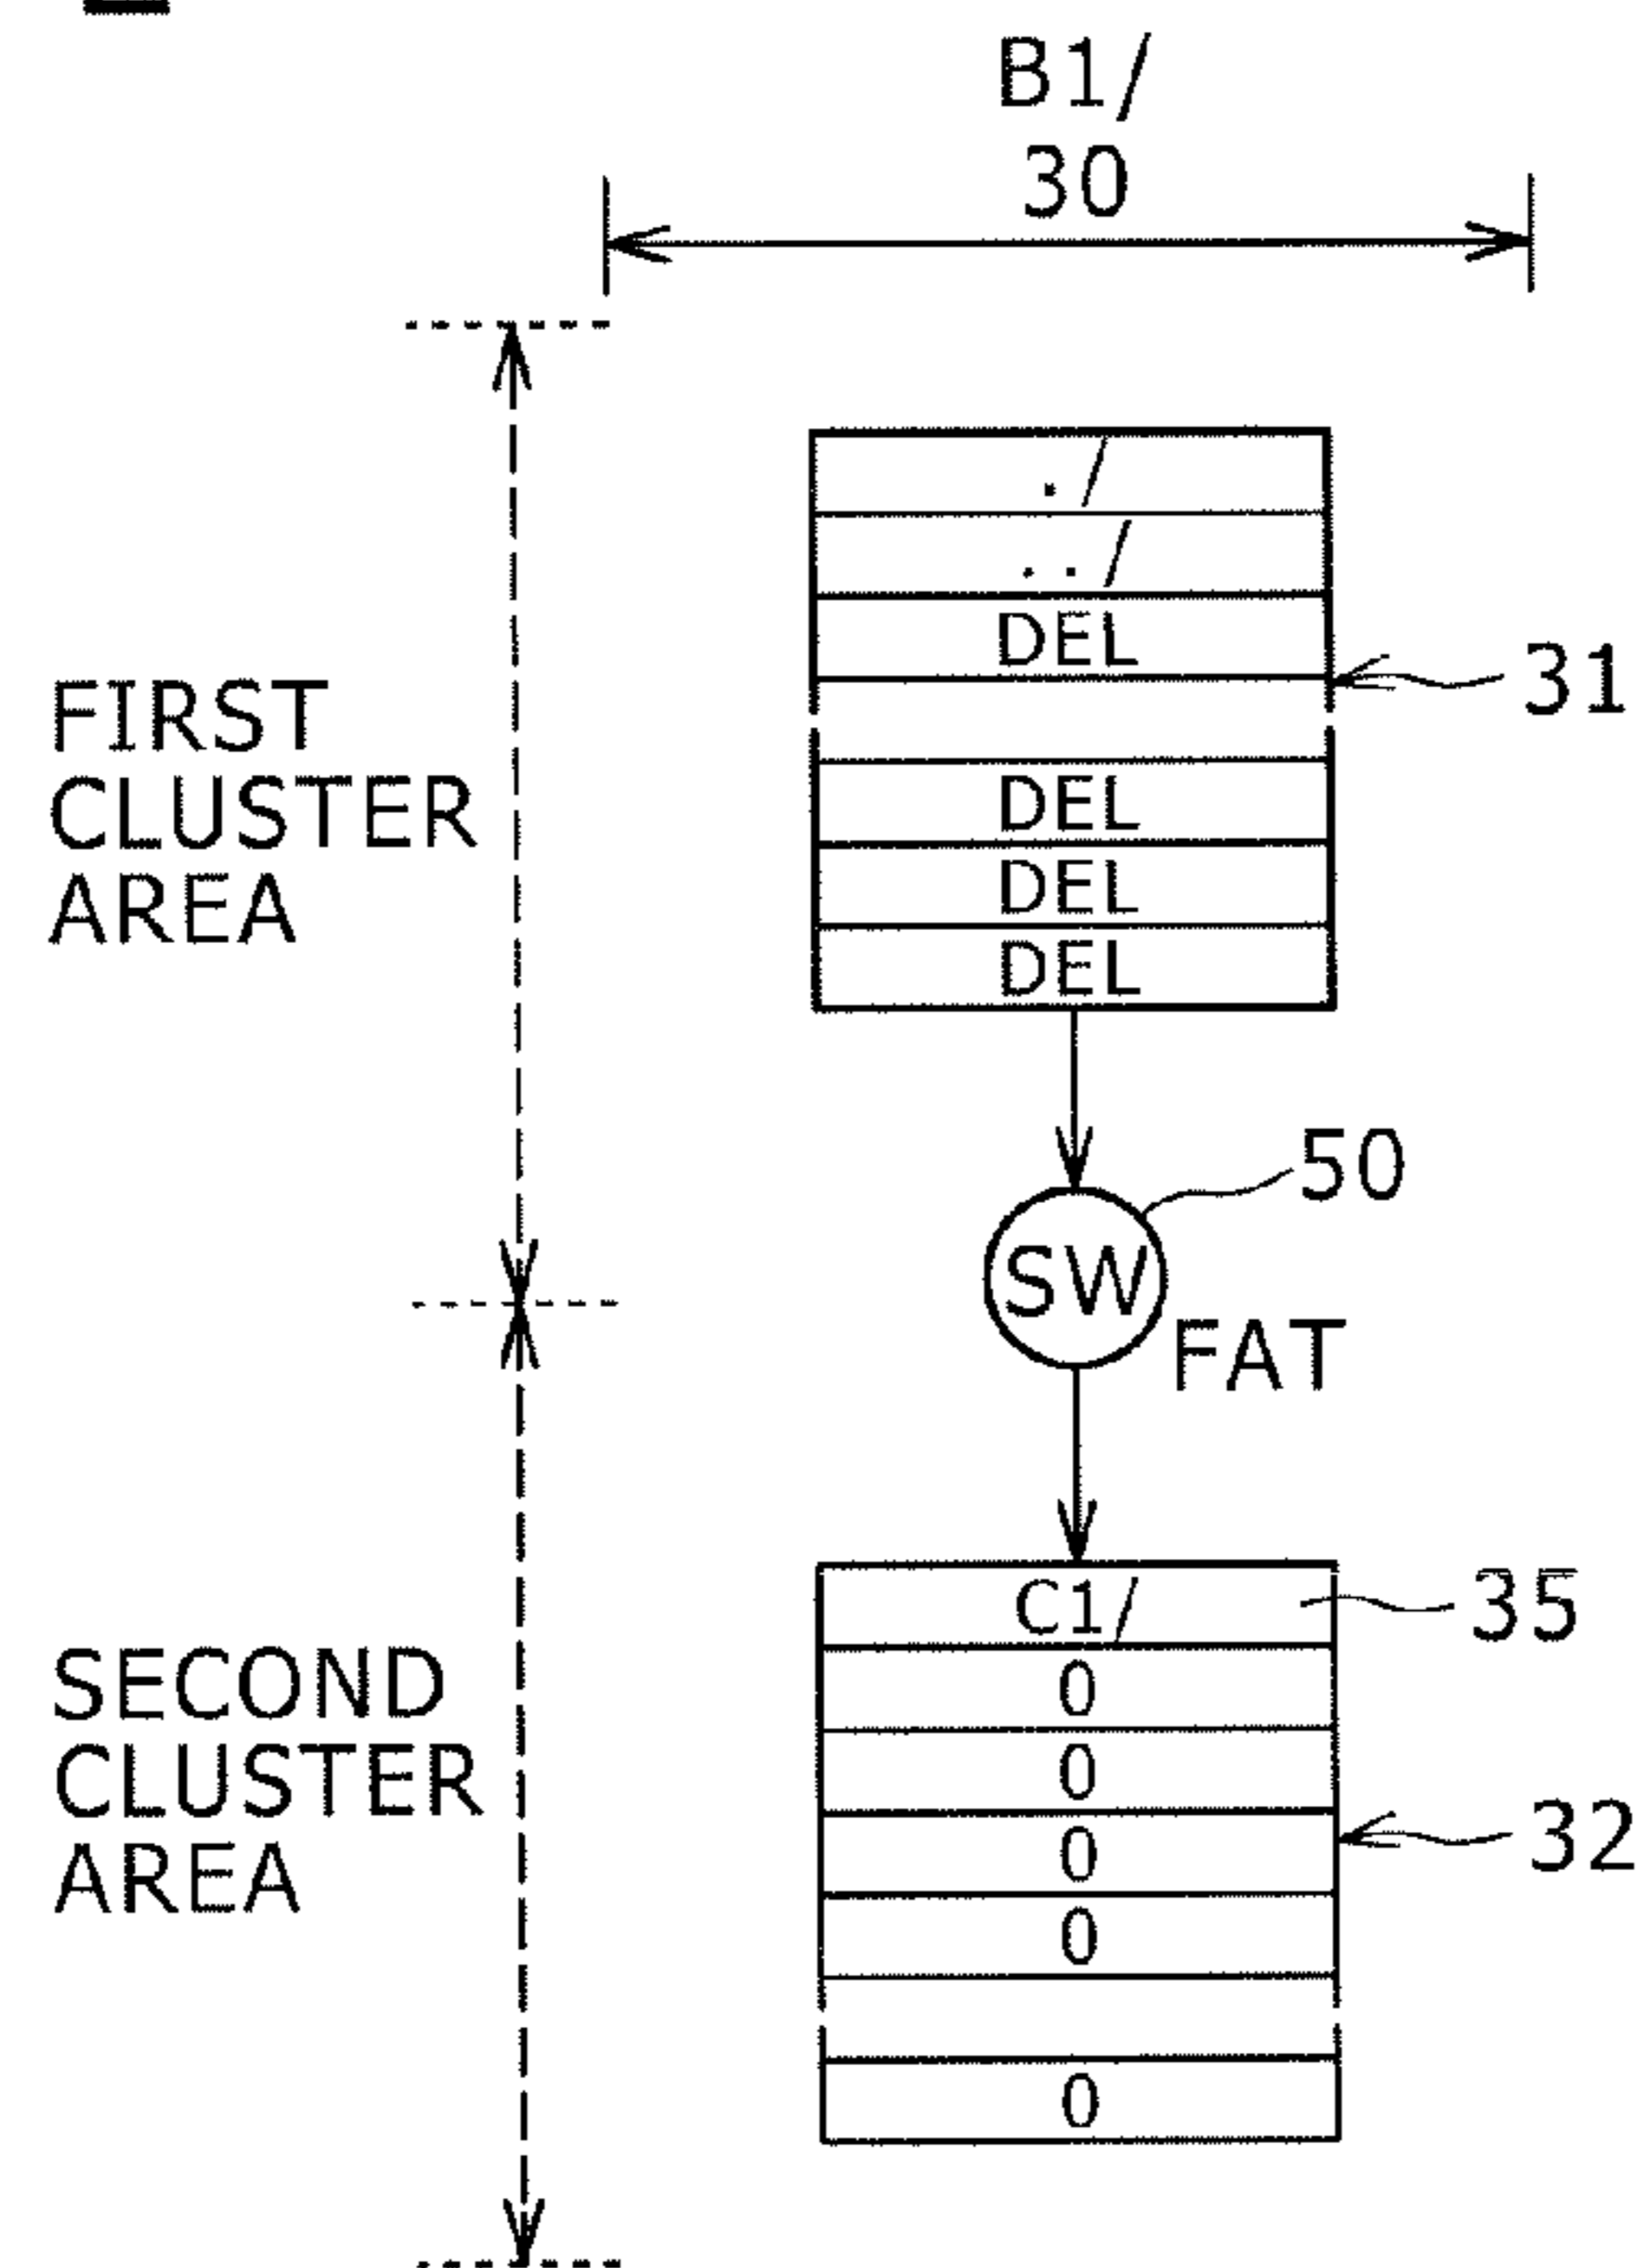 B1/
30
./
../
DEL
31
FIRST
CLUSTER
AREA
DEL
DEL
DEL
50
SW
FAT
C1/
35
0
0
SECOND
CLUSTER
AREA
0
32
0
0